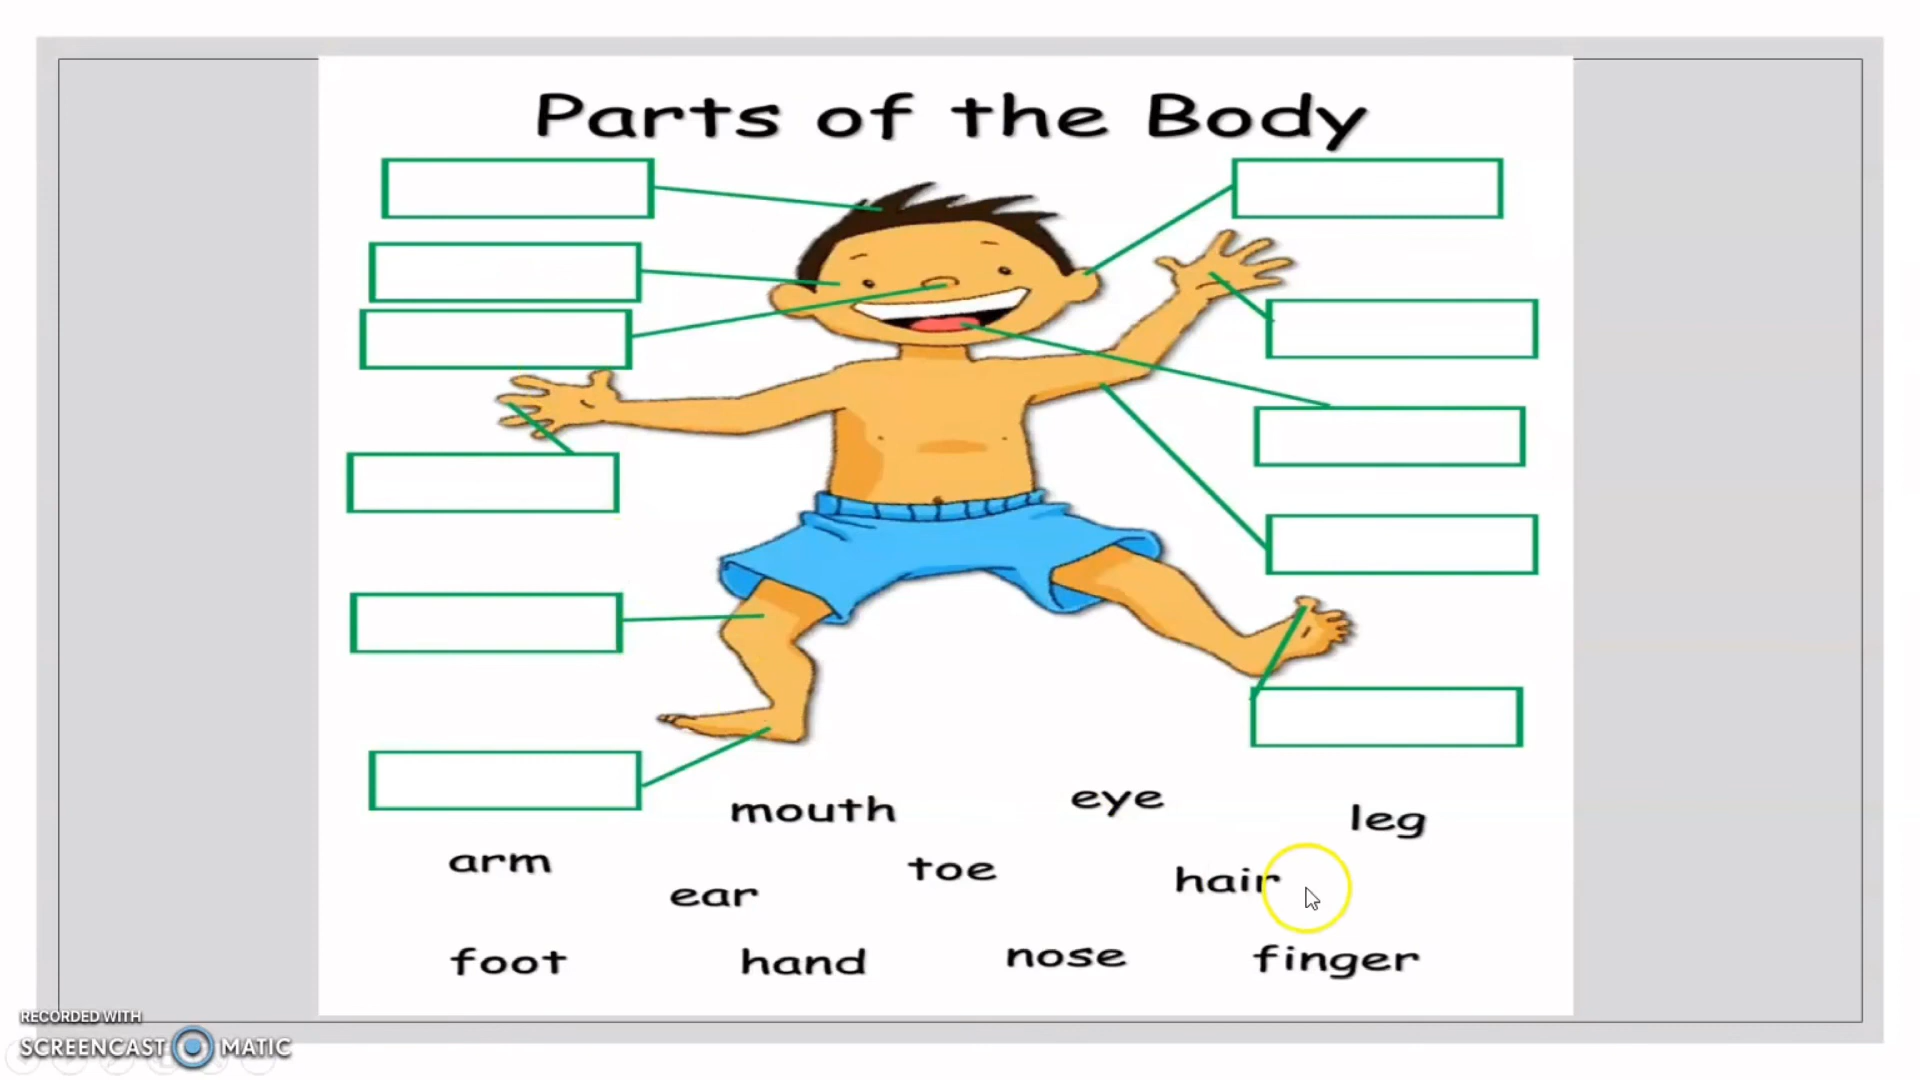 Parts of the Body
mouth
eye
leg
arm
ear
toe
hair
foot
hand
nose
finger
RECORDED WITH
SCREENCAST MATIC